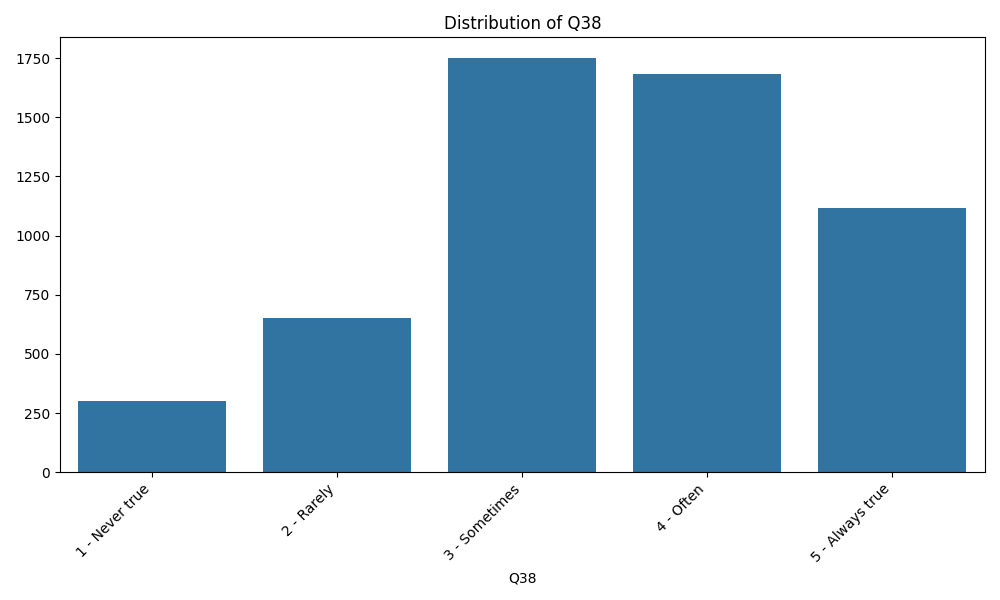 Distribution of Q38
1750
1500
1250
1000
750
500
250
0
1 - Never true
2 - Rarely
3 - Sometimes
4 - Often
5 - Always true
Q38